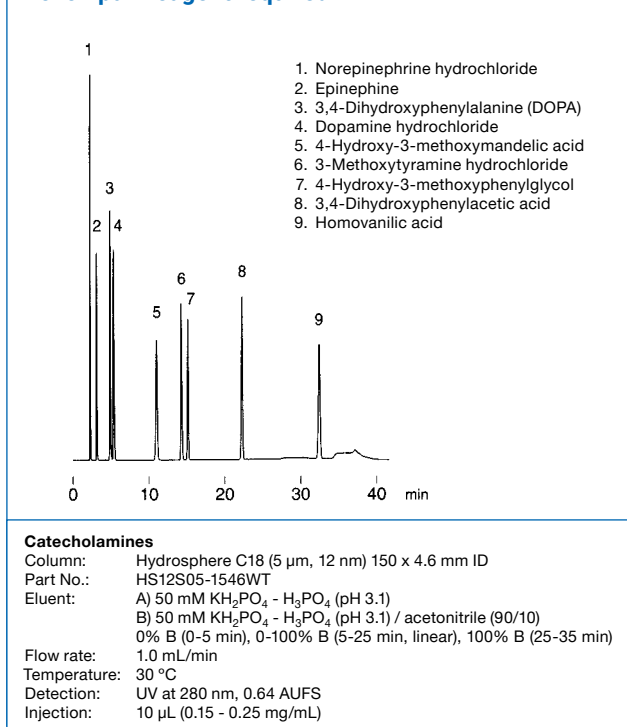 1
2
3
4
5
6
7
8
9
1. Norepinephrine hydrochloride
2. Epinephine
3. 3,4-Dihydroxyphenylalanine (DOPA)
4. Dopamine hydrochloride
5. 4-Hydroxy-3-methoxymandelic acid
6. 3-Methoxytyramine hydrochloride
7. 4-Hydroxy-3-methoxyphenylglycol
8. 3,4-Dihydroxyphenylacetic acid
9. Homovanilic acid
0 10 20 30 40 min
Catecholamines
Column: Hydrosphere C18 (5 µm, 12 nm) 150 x 4.6 mm ID
Part No.: HS12S05-1546WT
Eluent: A) 50 mM KH₂PO₄ - H₃PO₄ (pH 3.1)
B) 50 mM KH₂PO₄ - H₃PO₄ (pH 3.1) / acetonitrile (90/10)
0% B (0-5 min), 0-100% B (5-25 min, linear), 100% B (25-35 min)
Flow rate: 1.0 mL/min
Temperature: 30 ºC
Detection: UV at 280 nm, 0.64 AUFS
Injection: 10 µL (0.15 - 0.25 mg/mL)